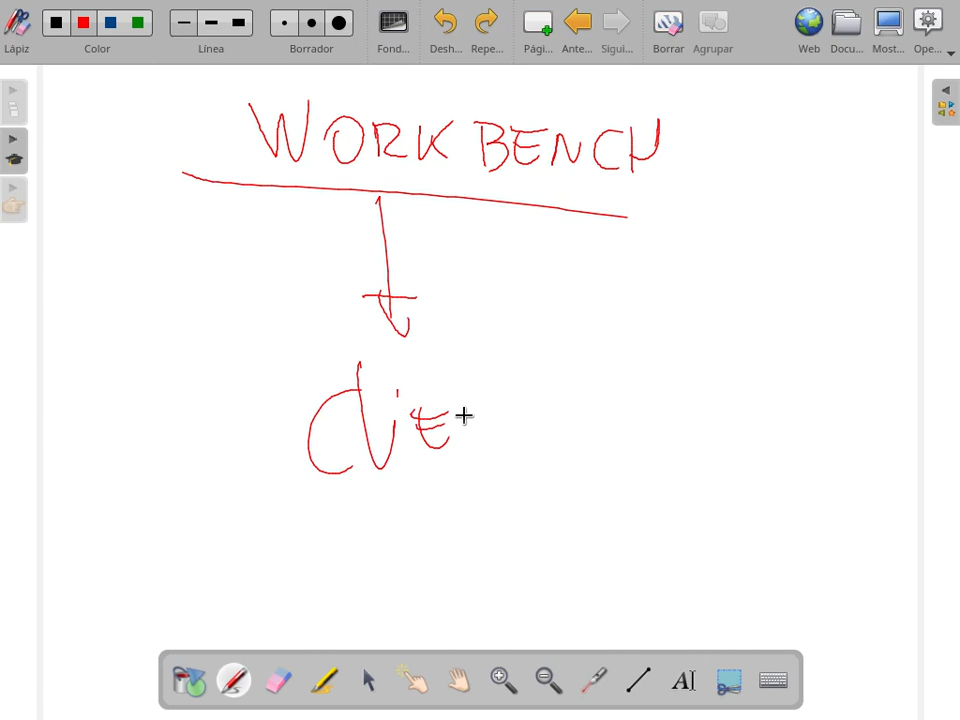 Lápiz Color Línea Borrador Fond... Desh... Repe... Pági... Ante... Sigui... Borrar Agrupar Web Docu... Most... Ope...
WORKBENCH
Clie
A